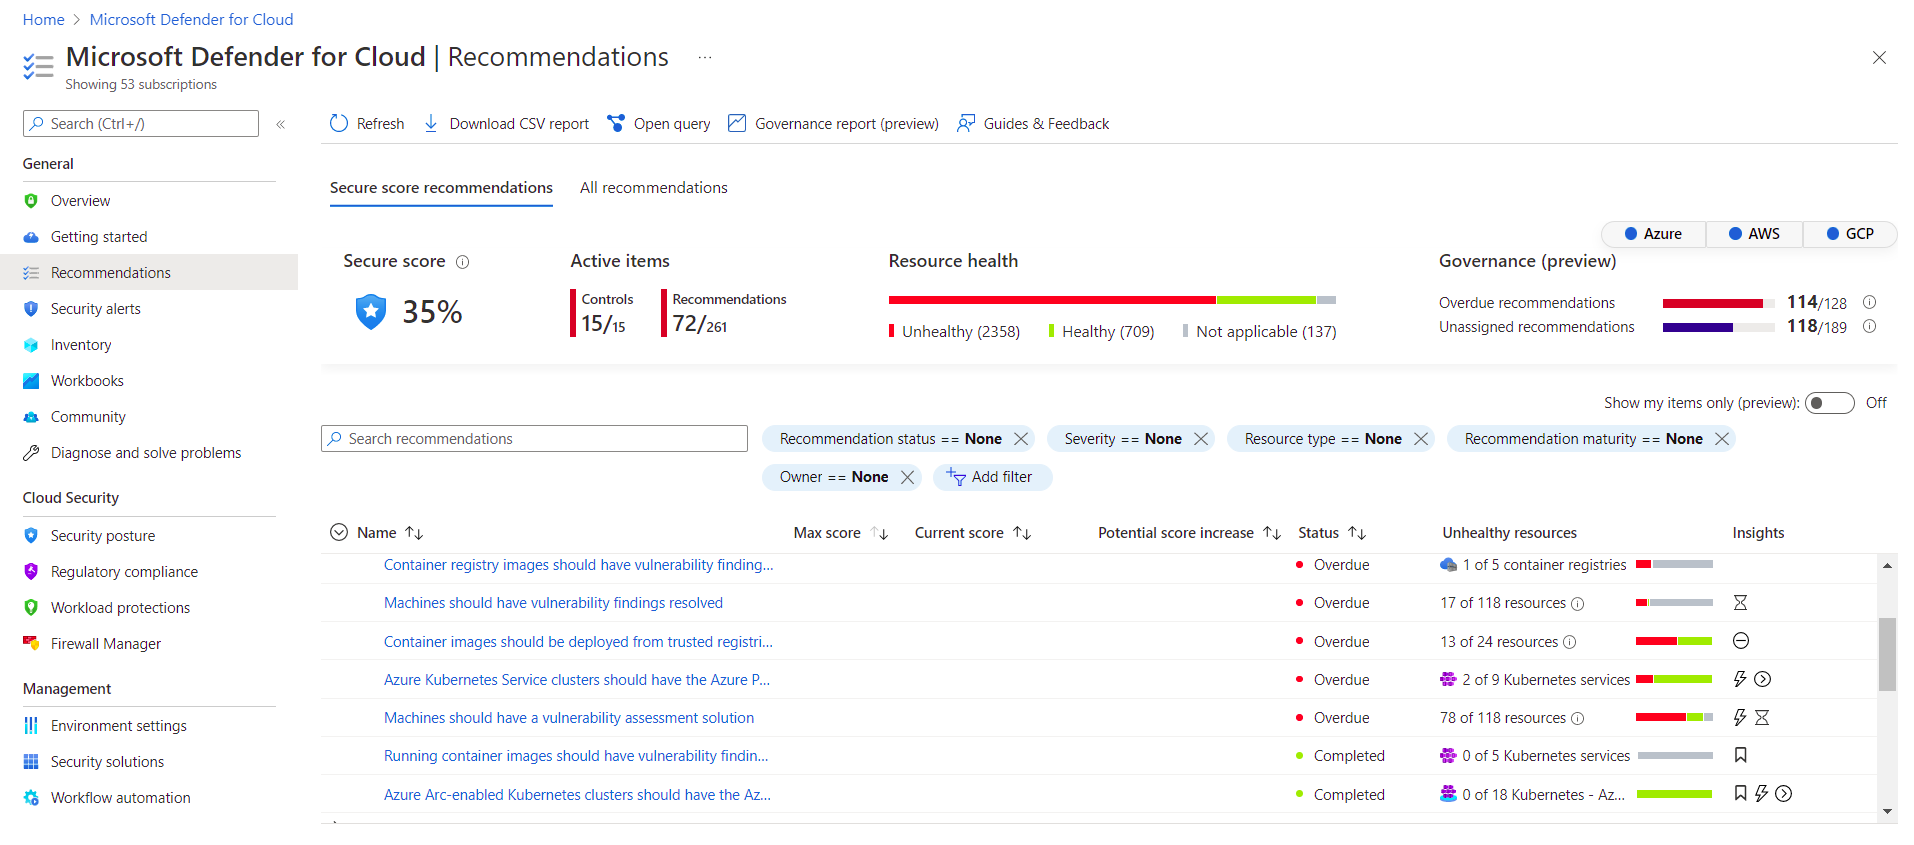 Home > Microsoft Defender for Cloud
Microsoft Defender for Cloud | Recommendations ...
Showing 53 subscriptions
Search (Ctrl+/) «
General
Overview
Getting started
Recommendations
Security alerts
Inventory
Workbooks
Community
Diagnose and solve problems
Cloud Security
Security posture
Regulatory compliance
Workload protections
Firewall Manager
Management
Environment settings
Security solutions
Workflow automation
Refresh Download CSV report Open query Governance report (preview) Guides & Feedback
Secure score recommendations All recommendations
Azure AWS GCP
Secure score Active items Resource health Governance (preview)
35%
Controls Recommendations
15/15 72/261
Unhealthy (2358) Healthy (709) Not applicable (137)
Overdue recommendations 114/128
Unassigned recommendations 118/189
Show my items only (preview): Off
Search recommendations
Recommendation status == None Severity == None Resource type == None Recommendation maturity == None
Owner == None Add filter
Name Max score Current score Potential score increase Status Unhealthy resources Insights
Container registry images should have vulnerability finding... Overdue 1 of 5 container registries
Machines should have vulnerability findings resolved Overdue 17 of 118 resources
Container images should be deployed from trusted registri... Overdue 13 of 24 resources
Azure Kubernetes Service clusters should have the Azure P... Overdue 2 of 9 Kubernetes services
Machines should have a vulnerability assessment solution Overdue 78 of 118 resources
Running container images should have vulnerability findin... Completed 0 of 5 Kubernetes services
Azure Arc-enabled Kubernetes clusters should have the Az... Completed 0 of 18 Kubernetes - Az...